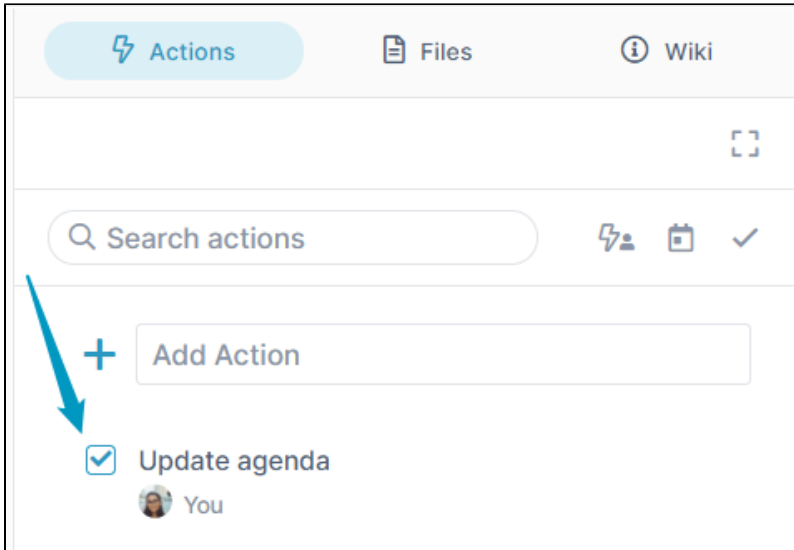 Actions Files Wiki
Search actions
Add Action
Update agenda
You